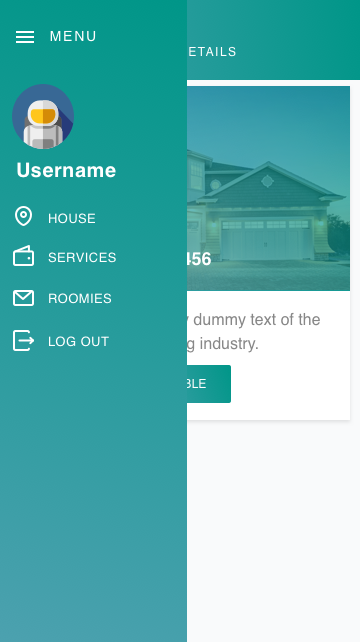 MENU
ETAILS
Username
HOUSE
SERVICES
456
ROOMIES
dummy text of the
LOG OUT
industry.
BLE